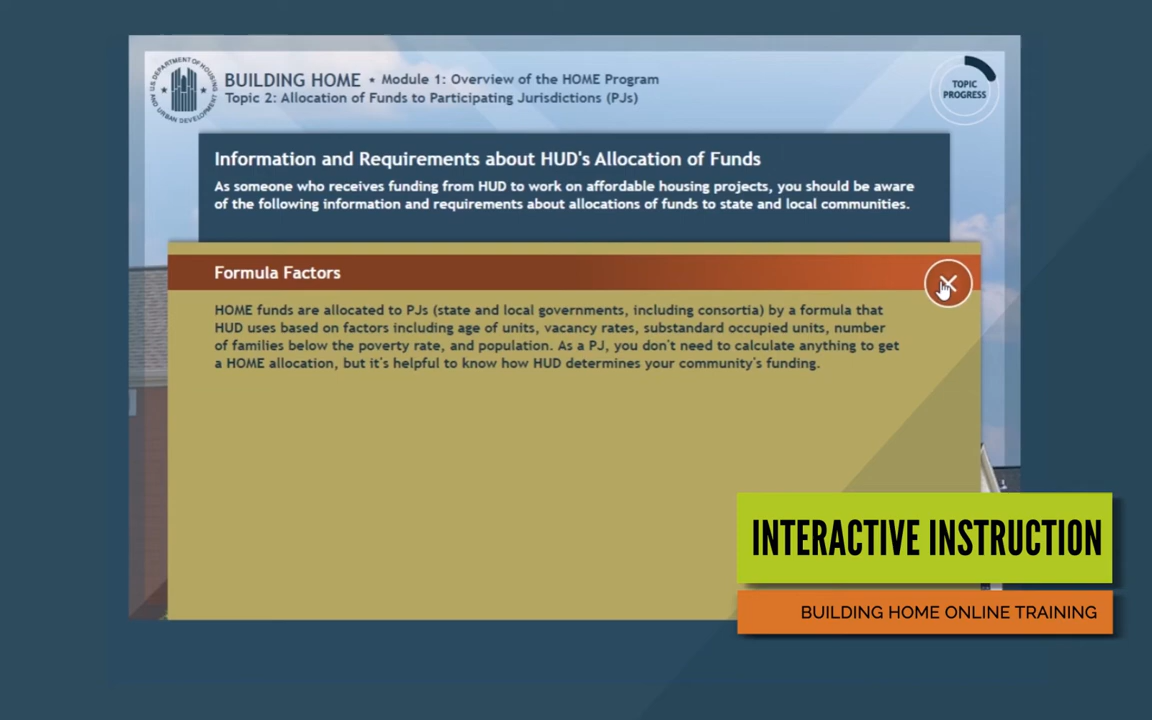 U.S. DEPARTMENT OF HOUSING
AND URBAN DEVELOPMENT
BUILDING HOME ★ Module 1: Overview of the HOME Program
Topic 2: Allocation of Funds to Participating Jurisdictions (PJs)
TOPIC
PROGRESS
Information and Requirements about HUD's Allocation of Funds
As someone who receives funding from HUD to work on affordable housing projects, you should be aware
of the following information and requirements about allocations of funds to state and local communities.
Formula Factors
HOME funds are allocated to PJs (state and local governments, including consortia) by a formula that
HUD uses based on factors including age of units, vacancy rates, substandard occupied units, number
of families below the poverty rate, and population. As a PJ, you don't need to calculate anything to get
a HOME allocation, but it's helpful to know how HUD determines your community's funding.
INTERACTIVE INSTRUCTION
BUILDING HOME ONLINE TRAINING